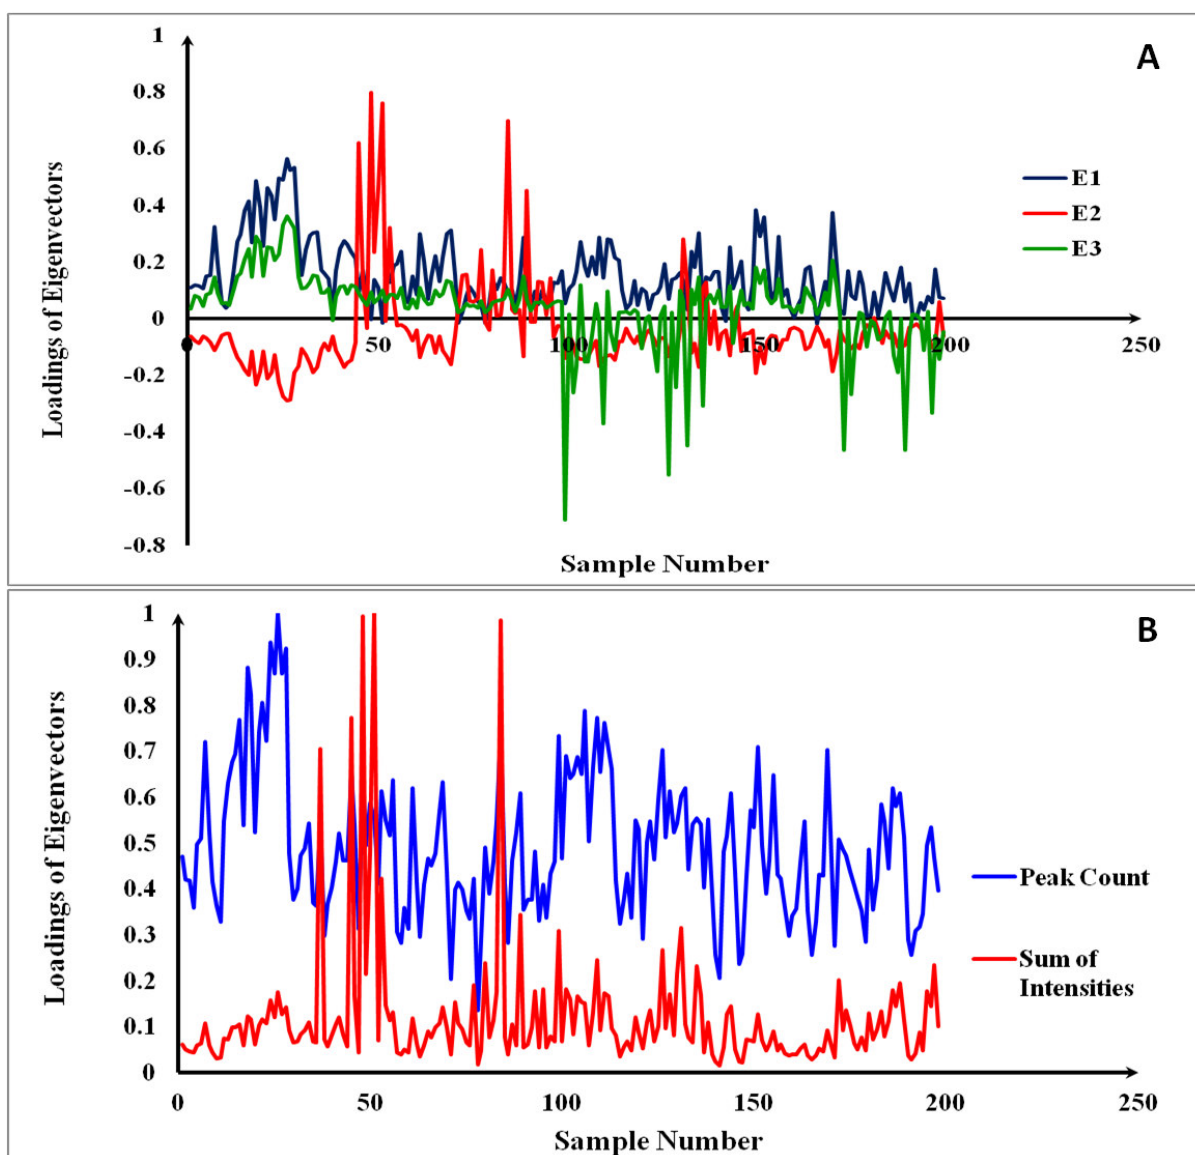 A
1
0.8
0.6
0.4
0.2
0
-0.2
-0.4
-0.6
-0.8
Loadings of Eigenvectors
0
50
100
150
200
250
Sample Number
E1
E2
E3
B
1
0.9
0.8
0.7
0.6
0.5
0.4
0.3
0.2
0.1
0
Loadings of Eigenvectors
0
50
100
150
200
250
Sample Number
Peak Count
Sum of
Intensities